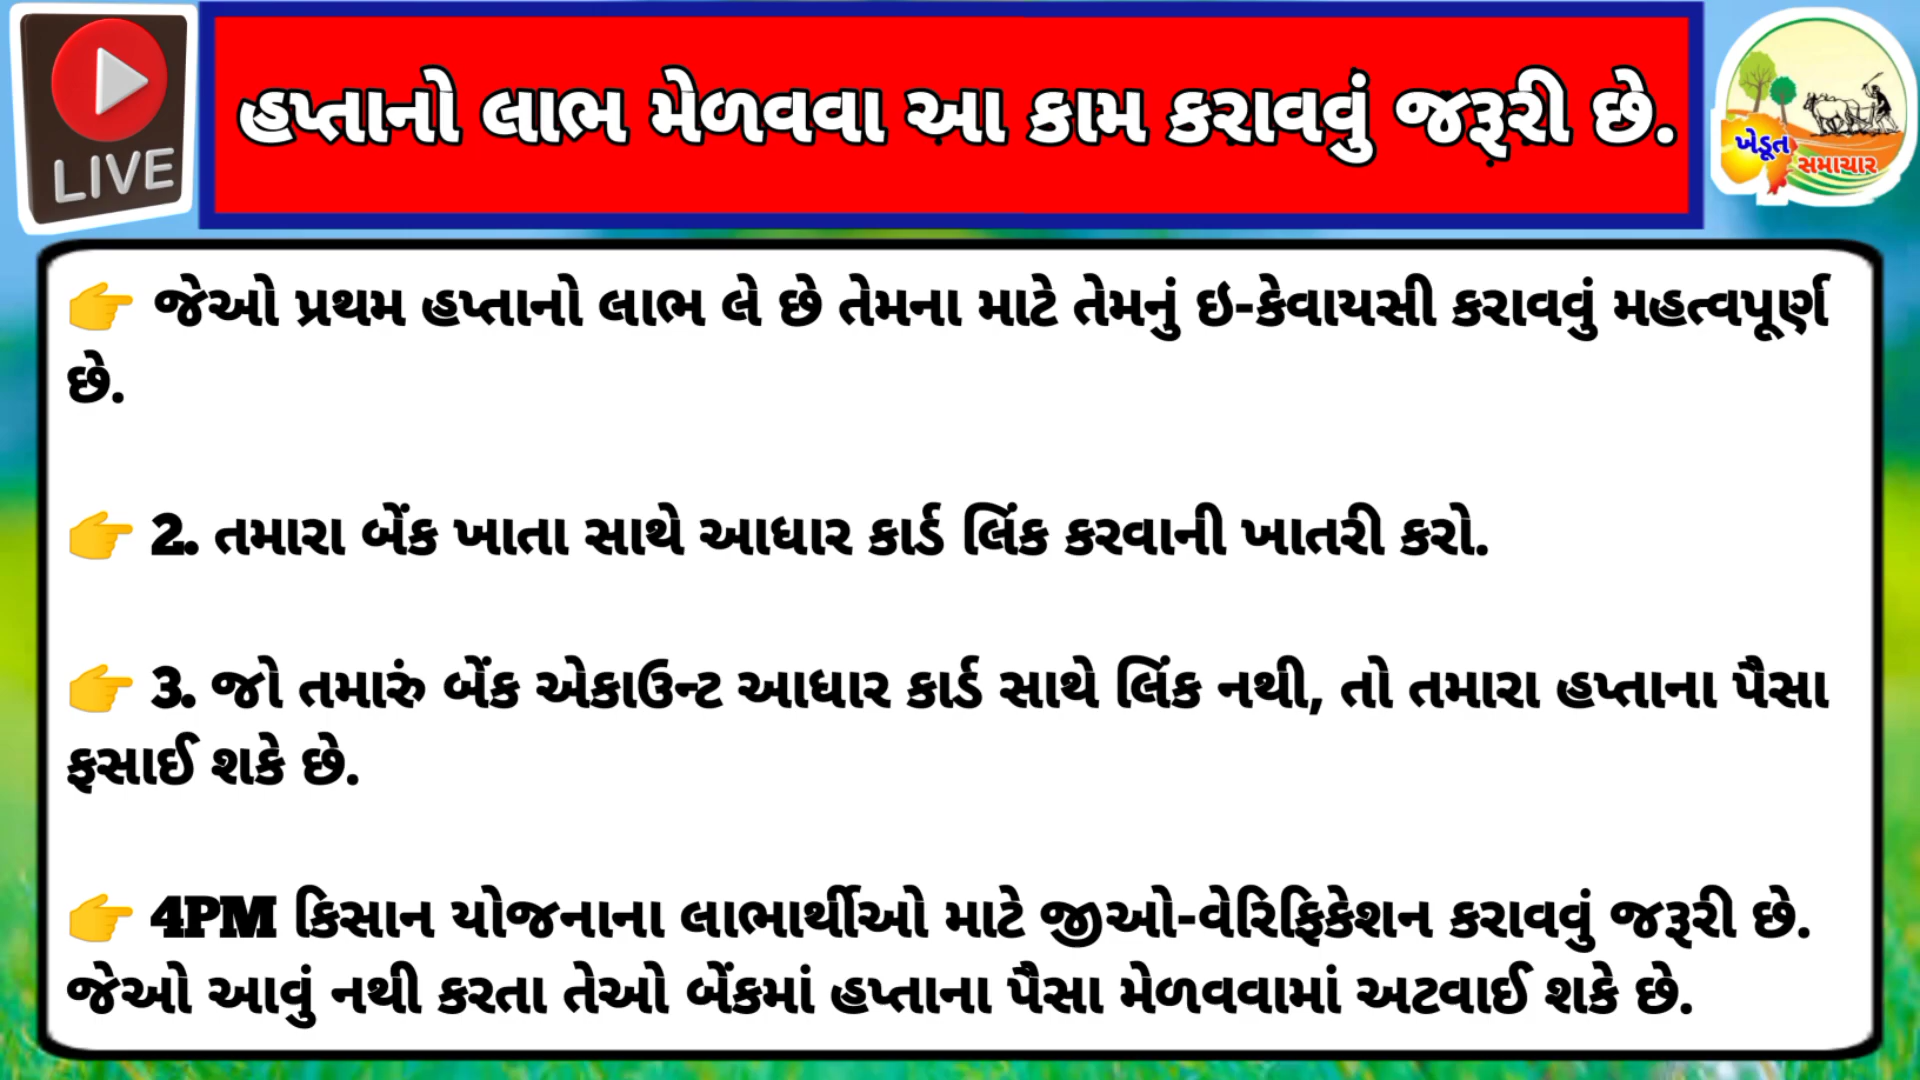 LIVE
હપ્તાનો લાભ મેળવવા આ કામ કરાવવું જરૂરી છે.
ખેડૂત
સમાચાર
👉 જેઓ પ્રથમ હપ્તાનો લાભ લે છે તેમના માટે તેમનું ઇ-કેવાયસી કરાવવું મહત્વપૂર્ણ
છે.
👉 2. તમારા બેંક ખાતા સાથે આધાર કાર્ડ લિંક કરવાની ખાતરી કરો.
👉 3. જો તમારું બેંક એકાઉન્ટ આધાર કાર્ડ સાથે લિંક નથી, તો તમારા હપ્તાના પૈસા
ફસાઈ શકે છે.
👉 4PM કિસાન યોજનાના લાભાર્થીઓ માટે જીઓ-વેરિફિકેશન કરાવવું જરૂરી છે.
જેઓ આવું નથી કરતા તેઓ બેંકમાં હપ્તાના પૈસા મેળવવામાં અટવાઈ શકે છે.